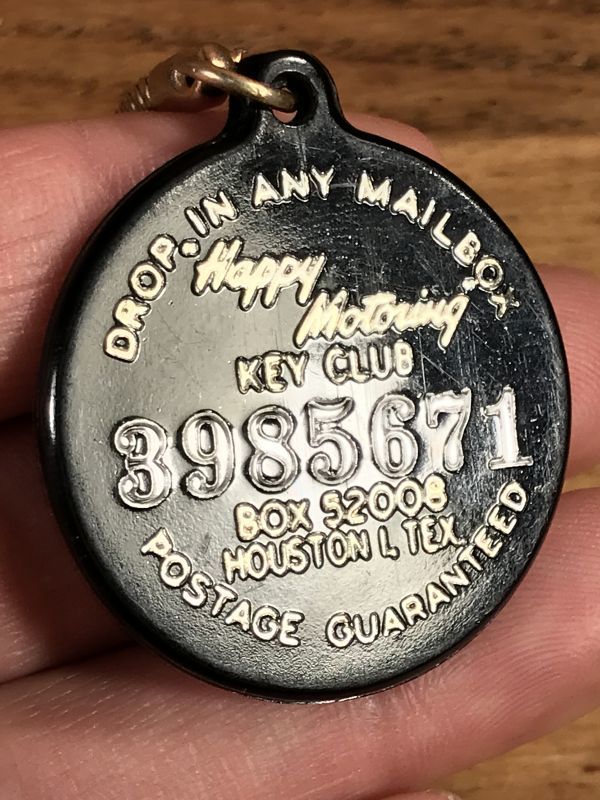 DROP IN ANY MAILBOX
Happy
Motoring
KEY CLUB
3985671
BOX 52008
HOUSTON 1, TEX.
POSTAGE GUARANTEED